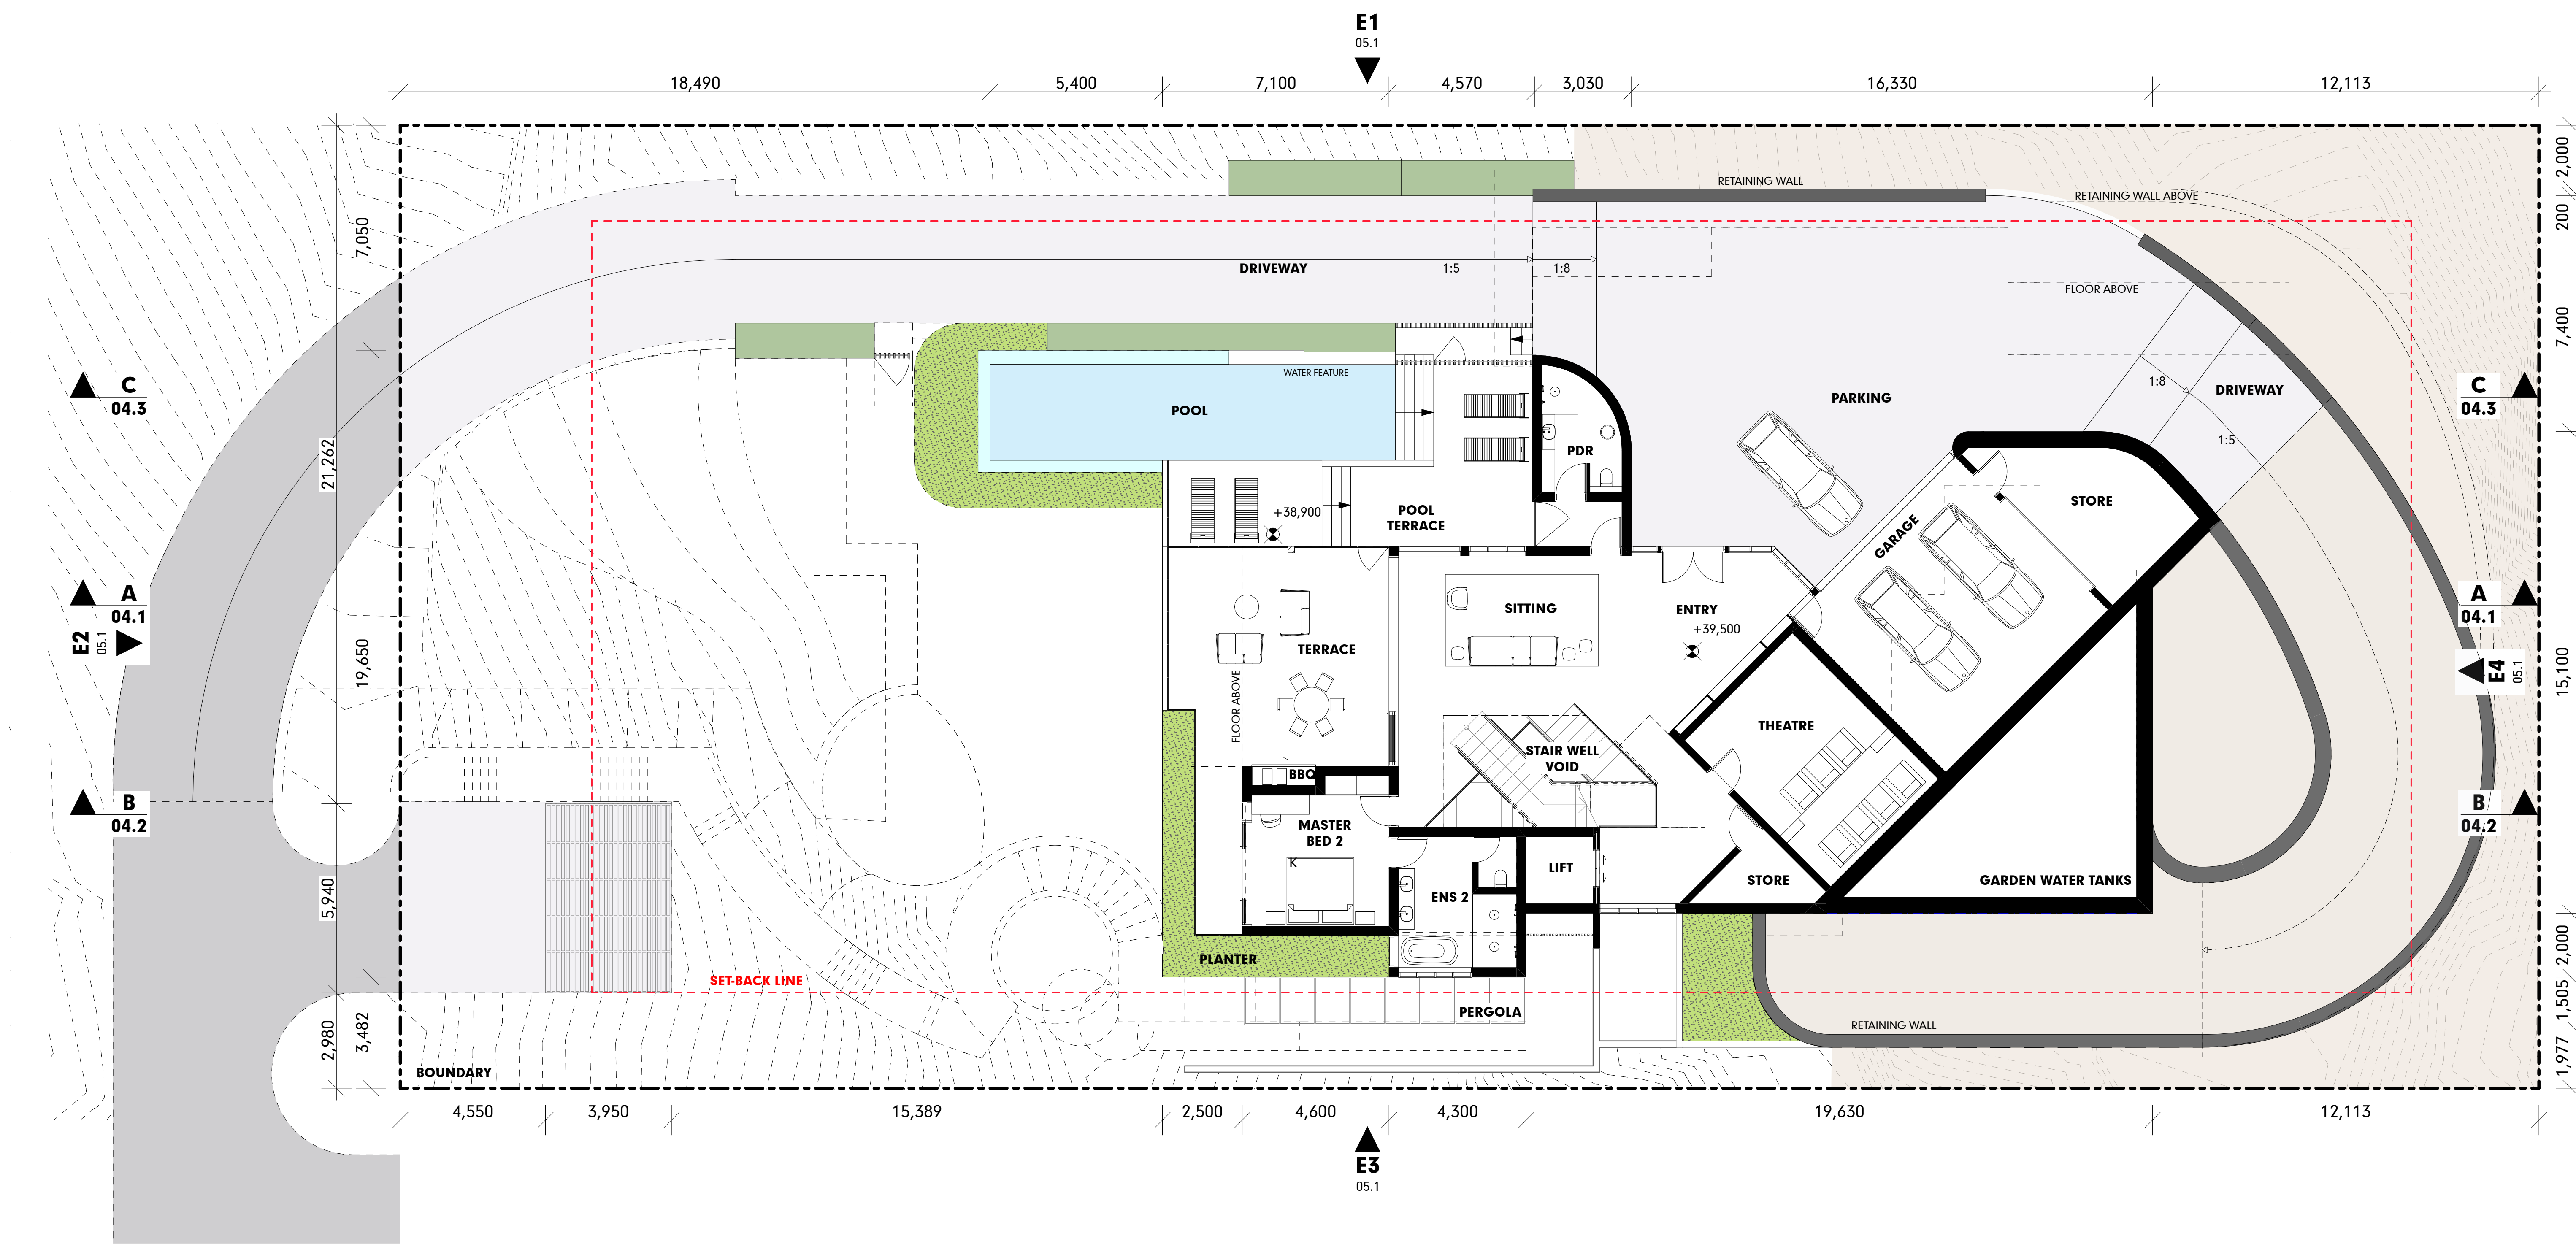 E1
05.1
18,490
5,400
7,100
4,570
3,030
16,330
12,113
2,000
200
7,400
15,100
2,000
1,505
1,977
7,050
21,262
19,650
5,940
2,980
3,482
RETAINING WALL
RETAINING WALL ABOVE
DRIVEWAY
1:5
1:8
FLOOR ABOVE
WATER FEATURE
POOL
PARKING
1:8
DRIVEWAY
1:5
C
04.3
C
04.3
PDR
STORE
+38,900
POOL
TERRACE
GARAGE
A
04.1
E2
05.1
A
04.1
E4
05.1
SITTING
ENTRY
+39,500
TERRACE
FLOOR ABOVE
THEATRE
STAIR WELL
VOID
BBQ
B
04.2
B
04.2
MASTER
BED 2
K
LIFT
ENS 2
STORE
GARDEN WATER TANKS
PLANTER
SET-BACK LINE
PERGOLA
RETAINING WALL
BOUNDARY
4,550
3,950
15,389
2,500
4,600
4,300
19,630
12,113
E3
05.1